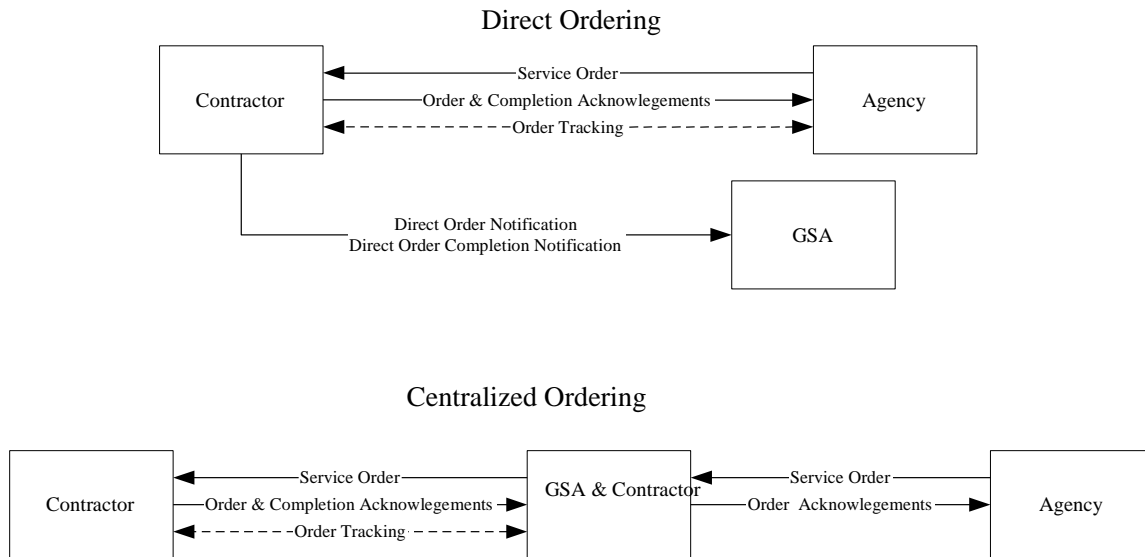 Direct Ordering
Service Order
Contractor
Order & Completion Acknowlegements
Agency
Order Tracking
Direct Order Notification
Direct Order Completion Notification
GSA
Centralized Ordering
Service Order
Service Order
Contractor
Order & Completion Acknowlegements
GSA & Contractor
Order Acknowlegements
Agency
Order Tracking